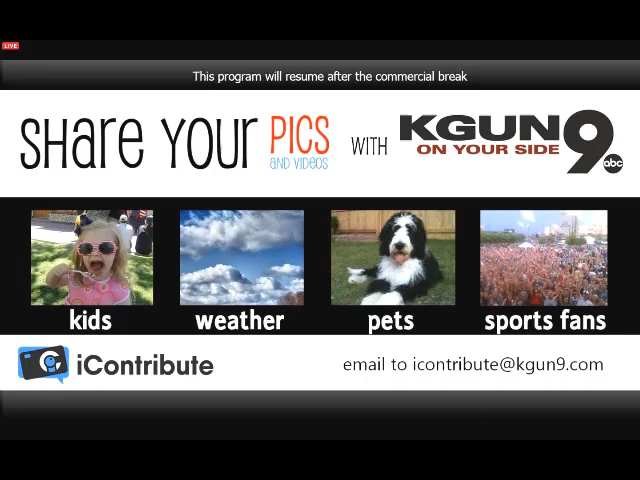 LIVE
This program will resume after the commercial break
SHARE YOUR PICS AND VIDEOS WITH KGUN 9 ON YOUR SIDE abc
kids weather pets sports fans
iContribute email to icontribute@kgun9.com